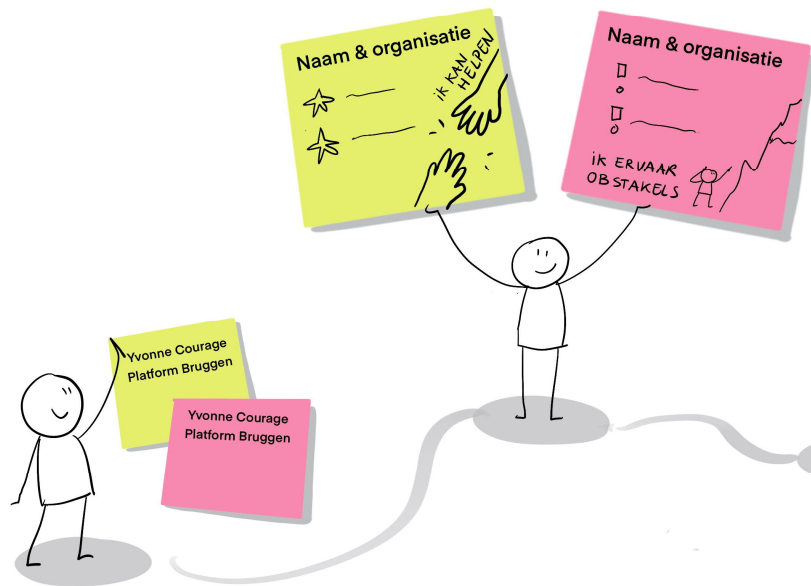 Naam & organisatie
iK KAN
HELPEN
Naam & organisatie
iK ERVAAR
OBSTAKELS
Yvonne Courage
Platform Bruggen
Yvonne Courage
Platform Bruggen